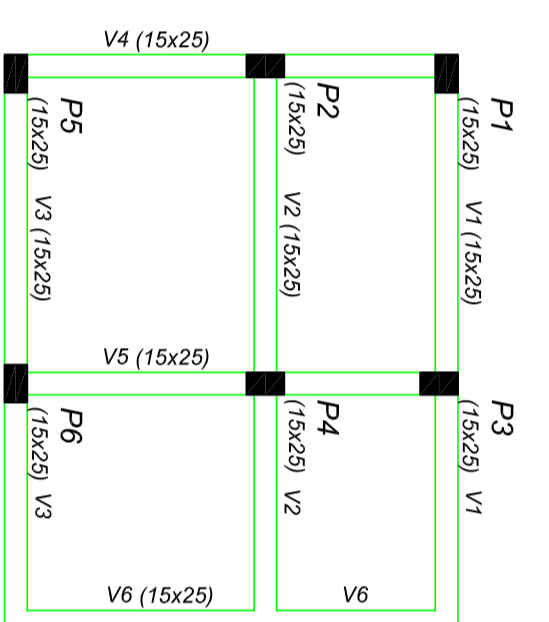 V4 (15x25)
P5
(15x25)
P2
(15x25)
P1
(15x25)
V3 (15x25)
V2 (15x25)
V1 (15x25)
V5 (15x25)
P6
(15x25)
V3
P4
(15x25)
V2
P3
(15x25)
V1
V6 (15x25)
V6